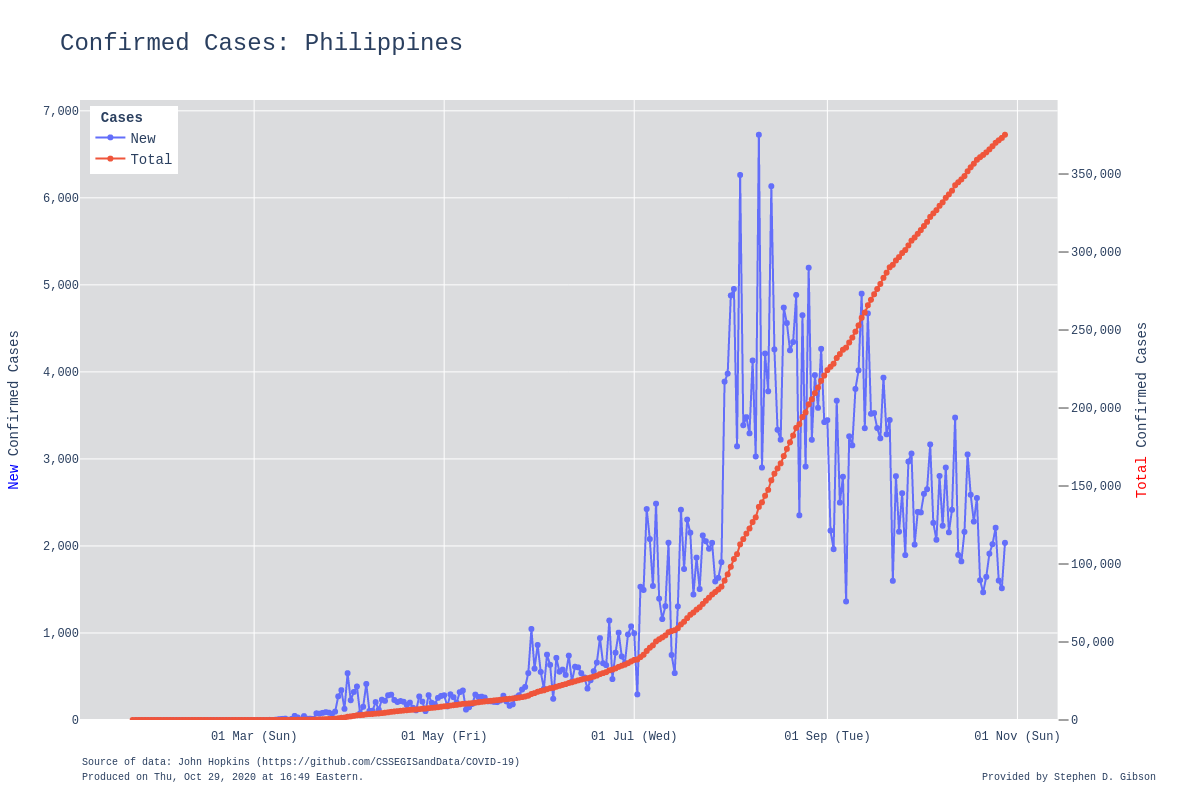 Confirmed Cases: Philippines
7,000
6,000
5,000
4,000
3,000
2,000
1,000
0
New Confirmed Cases
Cases
New
Total
350,000
300,000
250,000
200,000
150,000
100,000
50,000
0
Total Confirmed Cases
01 Mar (Sun)
01 May (Fri)
01 Jul (Wed)
01 Sep (Tue)
01 Nov (Sun)
Source of data: John Hopkins (https://github.com/CSSEGISandData/COVID-19)
Produced on Thu, Oct 29, 2020 at 16:49 Eastern.
Provided by Stephen D. Gibson